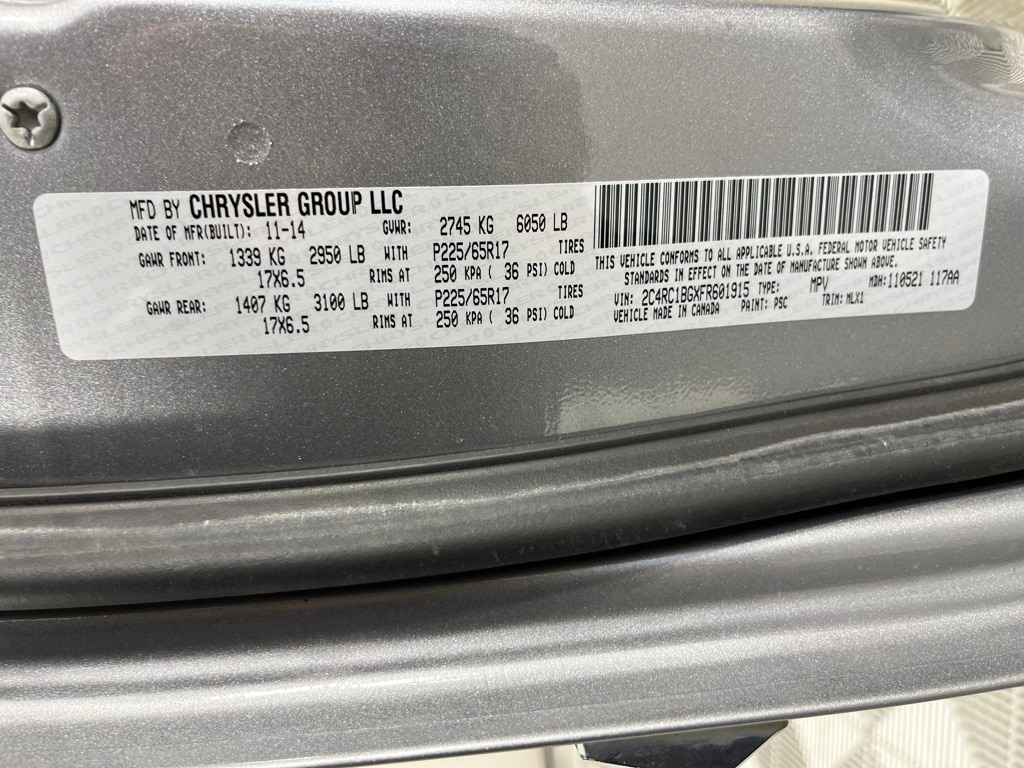 MFD BY CHRYSLER GROUP LLC
DATE OF MFR(BUILT): 11-14 GVWR: 2745 KG 6050 LB
GAWR FRONT: 1339 KG 2950 LB WITH P225/65R17 TIRES
17X6.5 RIMS AT 250 KPA ( 36 PSI) COLD
GAWR REAR: 1407 KG 3100 LB WITH P225/65R17 TIRES
17X6.5 RIMS AT 250 KPA ( 36 PSI) COLD
THIS VEHICLE CONFORMS TO ALL APPLICABLE U.S.A. FEDERAL MOTOR VEHICLE SAFETY
STANDARDS IN EFFECT ON THE DATE OF MANUFACTURE SHOWN ABOVE.
VIN: 2C4RC1BGXFR601915 TYPE: MPV MDH:110521 117AA
VEHICLE MADE IN CANADA PAINT: PSC TRIM: MLX1